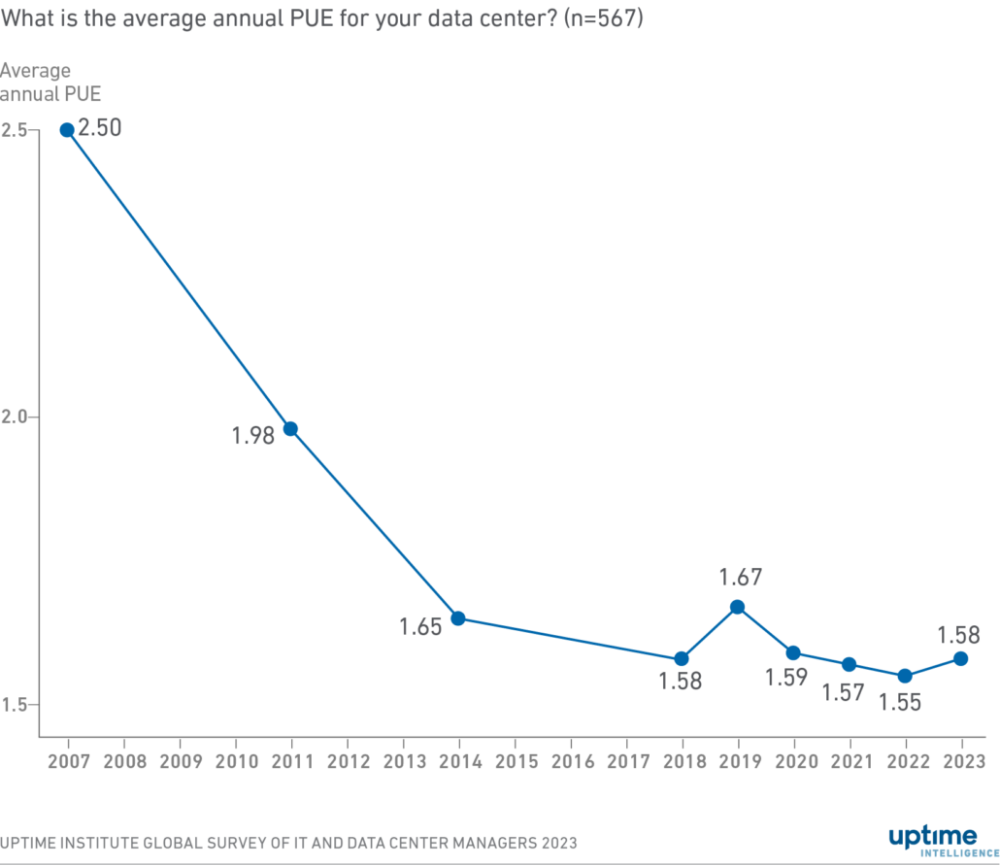 What is the average annual PUE for your data center? (n=567)
Average
annual PUE
2.5
2.50
2.0
1.98
1.67
1.65
1.58
1.58
1.59
1.57
1.55
1.5
2007 2008 2009 2010 2011 2012 2013 2014 2015 2016 2017 2018 2019 2020 2021 2022 2023
UPTIME INSTITUTE GLOBAL SURVEY OF IT AND DATA CENTER MANAGERS 2023
uptime
INTELLIGENCE